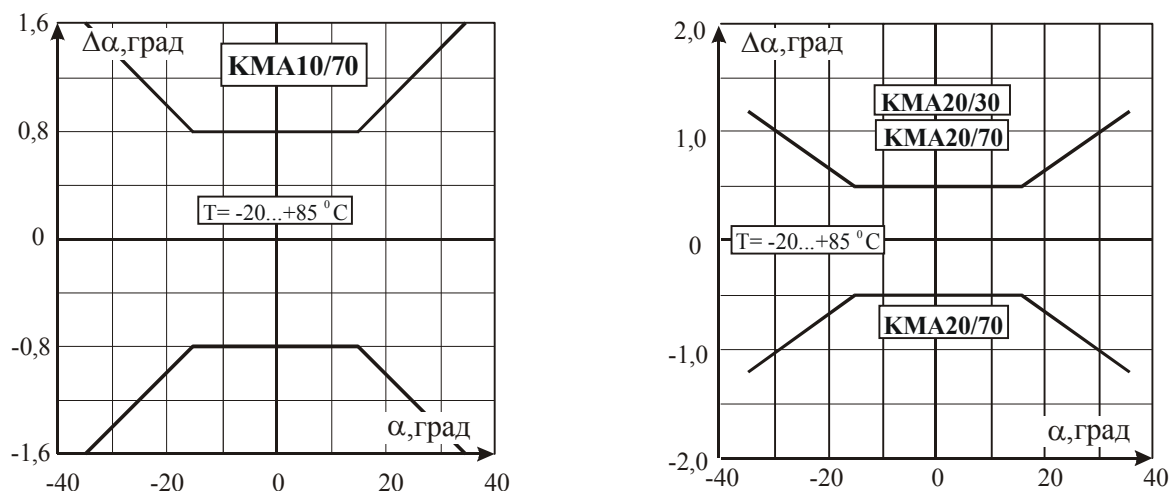 1,6
Δα,град
KMA10/70
0,8
T= -20...+85 ⁰C
0
-0,8
α,град
-1,6
-40 -20 0 20 40
2,0
Δα,град
KMA20/30
1,0
KMA20/70
0
T= -20...+85 ⁰C
KMA20/70
-1,0
α,град
-2,0
-40 -20 0 20 40